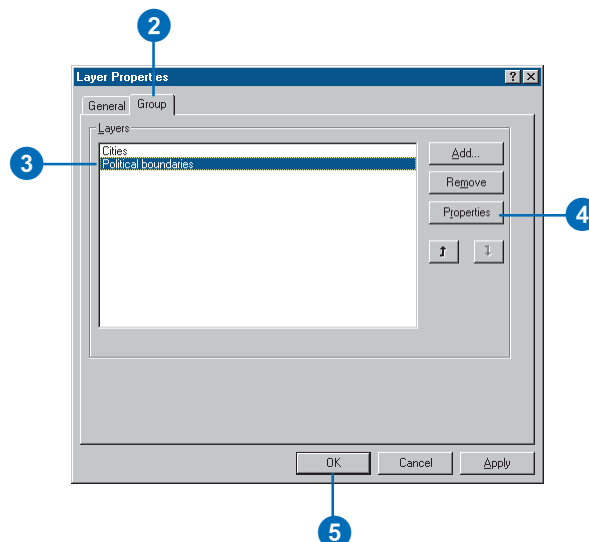 2
Layer Properties
General Group
Layers
Cities
Political boundaries
3
Add...
Remove
Properties
4
OK Cancel Apply
5